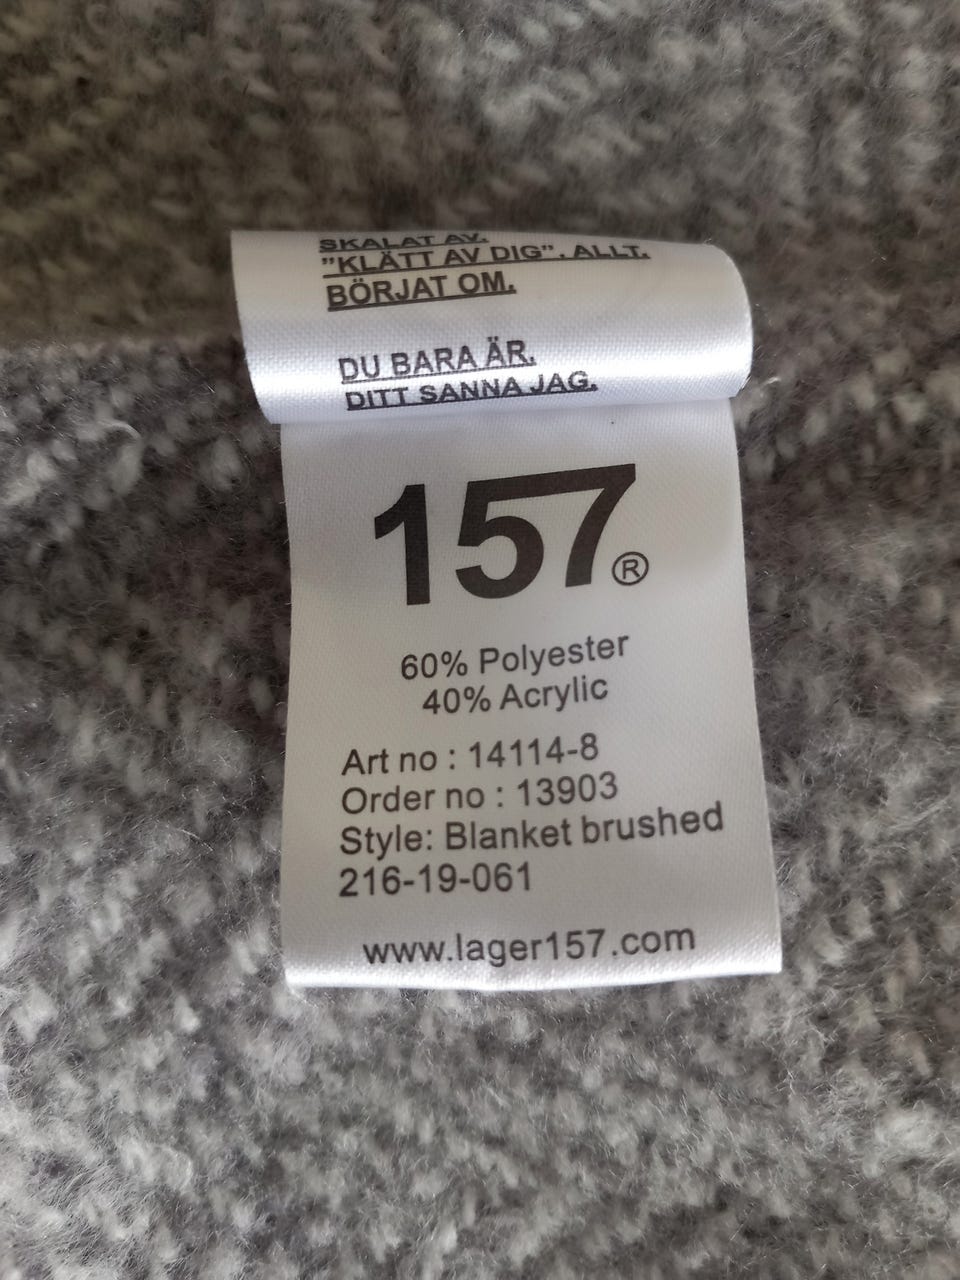 SKALAT AV.
”KLÄTT AV DIG”. ALLT.
BÖRJAT OM.
DU BARA ÄR.
DITT SANNA JAG.
157®
60% Polyester
40% Acrylic
Art no : 14114-8
Order no : 13903
Style: Blanket brushed
216-19-061
www.lager157.com